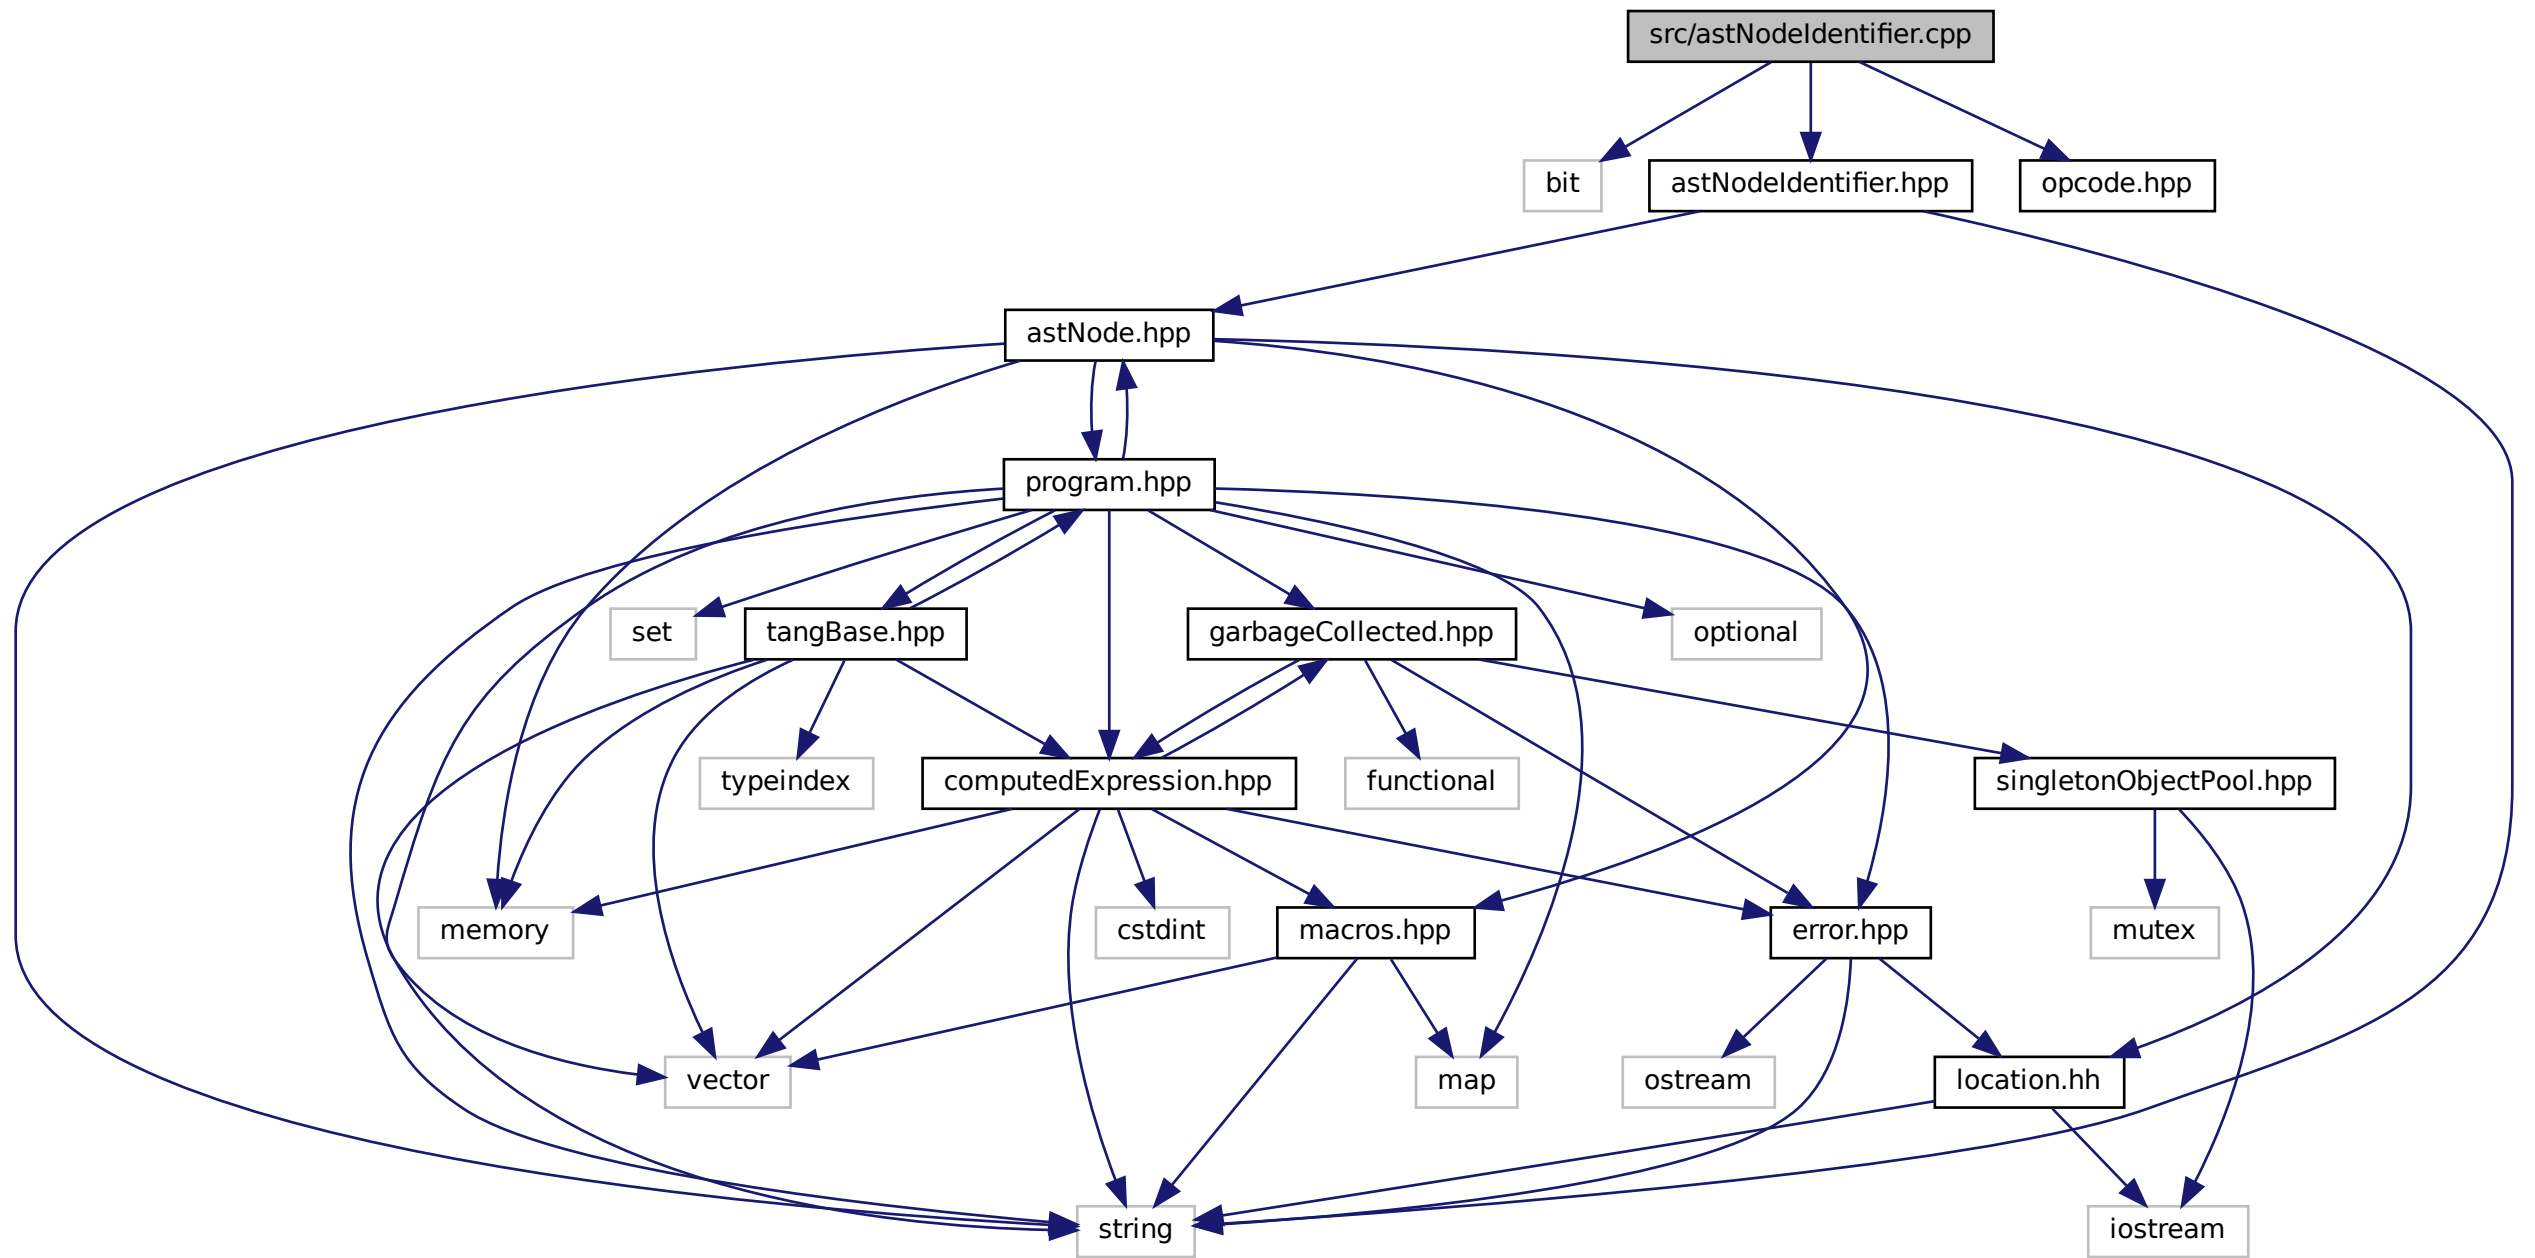 src/astNodeIdentifier.cpp
bit
astNodeIdentifier.hpp
opcode.hpp
astNode.hpp
program.hpp
set
tangBase.hpp
garbageCollected.hpp
optional
typeindex
computedExpression.hpp
functional
singletonObjectPool.hpp
memory
cstdint
macros.hpp
error.hpp
mutex
vector
map
ostream
location.hh
string
iostream